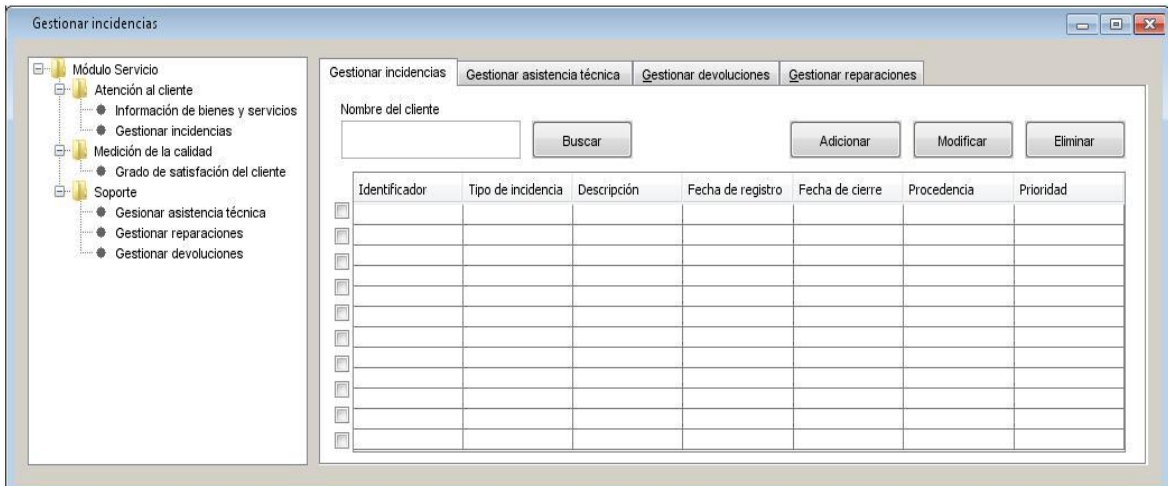 Gestionar incidencias
Módulo Servicio
Atención al cliente
Información de bienes y servicios
Gestionar incidencias
Medición de la calidad
Grado de satisfacción del cliente
Soporte
Gesionar asistencia técnica
Gestionar reparaciones
Gestionar devoluciones
Gestionar incidencias Gestionar asistencia técnica Gestionar devoluciones Gestionar reparaciones
Nombre del cliente
Buscar Adicionar Modificar Eliminar
Identificador Tipo de incidencia Descripción Fecha de registro Fecha de cierre Procedencia Prioridad